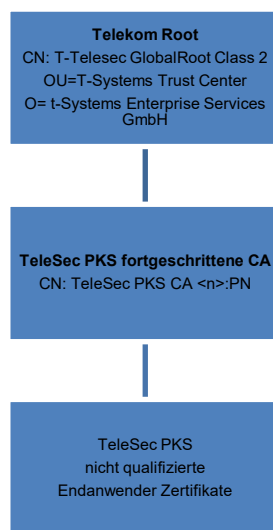 Telekom Root
CN: T-Telesec GlobalRoot Class 2
OU=T-Systems Trust Center
O= t-Systems Enterprise Services
GmbH
TeleSec PKS fortgeschrittene CA
CN: TeleSec PKS CA <n>:PN
TeleSec PKS
nicht qualifizierte
Endanwender Zertifikate